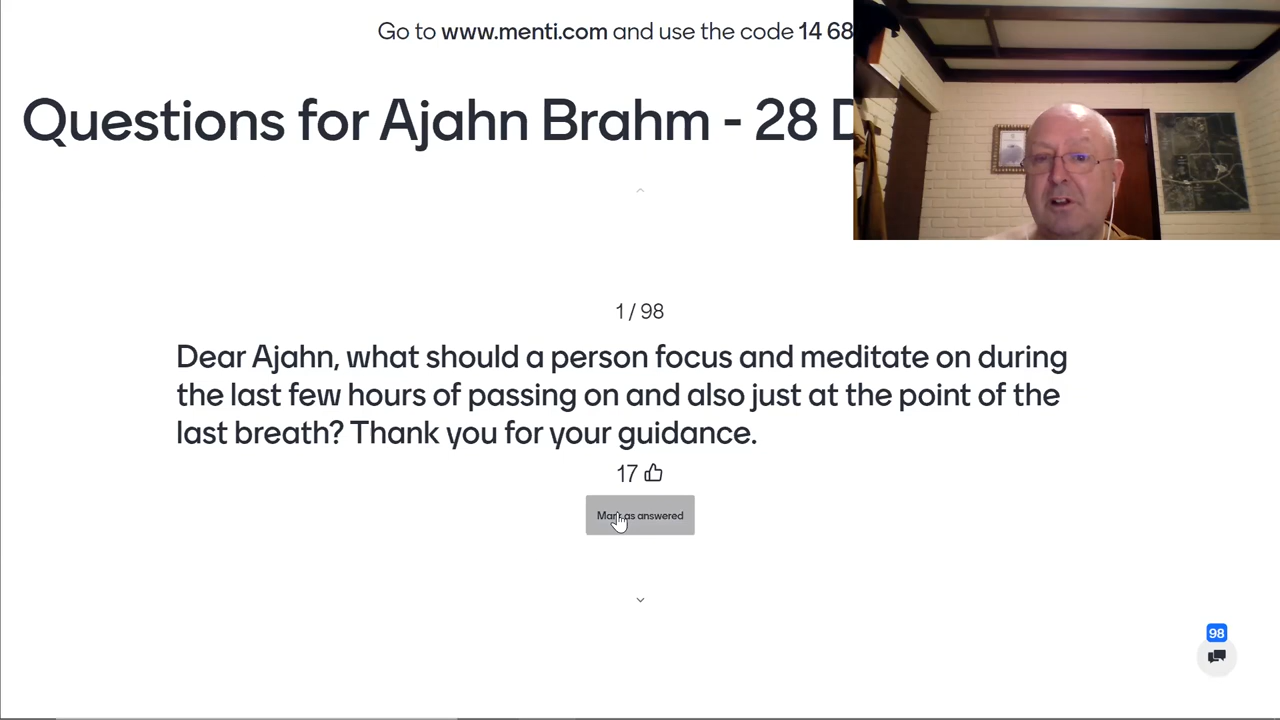 Go to www.menti.com and use the code 14 68
Questions for Ajahn Brahm - 28 D
1 / 98
Dear Ajahn, what should a person focus and meditate on during
the last few hours of passing on and also just at the point of the
last breath? Thank you for your guidance.
17
Mark as answered
98